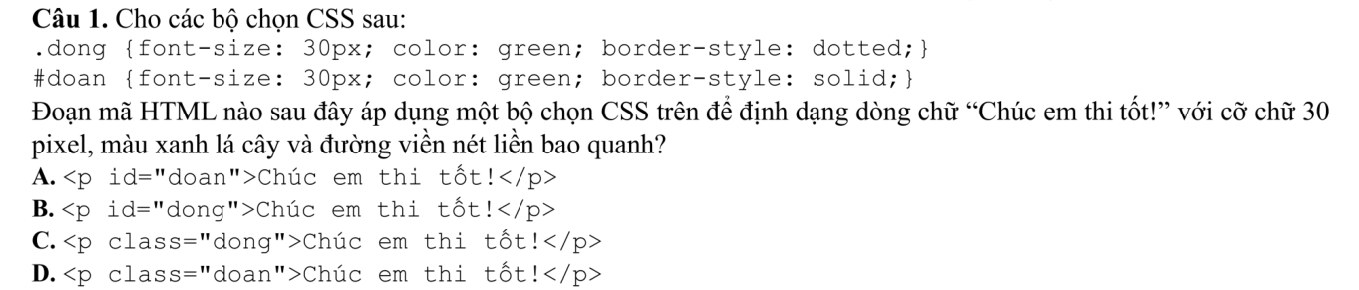 Câu 1. Cho các bộ chọn CSS sau:
.dong {font-size: 30px; color: green; border-style: dotted;}
#doan {font-size: 30px; color: green; border-style: solid;}
Đoạn mã HTML nào sau đây áp dụng một bộ chọn CSS trên để định dạng dòng chữ “Chúc em thi tốt!” với cỡ chữ 30
pixel, màu xanh lá cây và đường viền nét liền bao quanh?
A. <p id="doan">Chúc em thi tốt!</p>
B. <p id="dong">Chúc em thi tốt!</p>
C. <p class="dong">Chúc em thi tốt!</p>
D. <p class="doan">Chúc em thi tốt!</p>